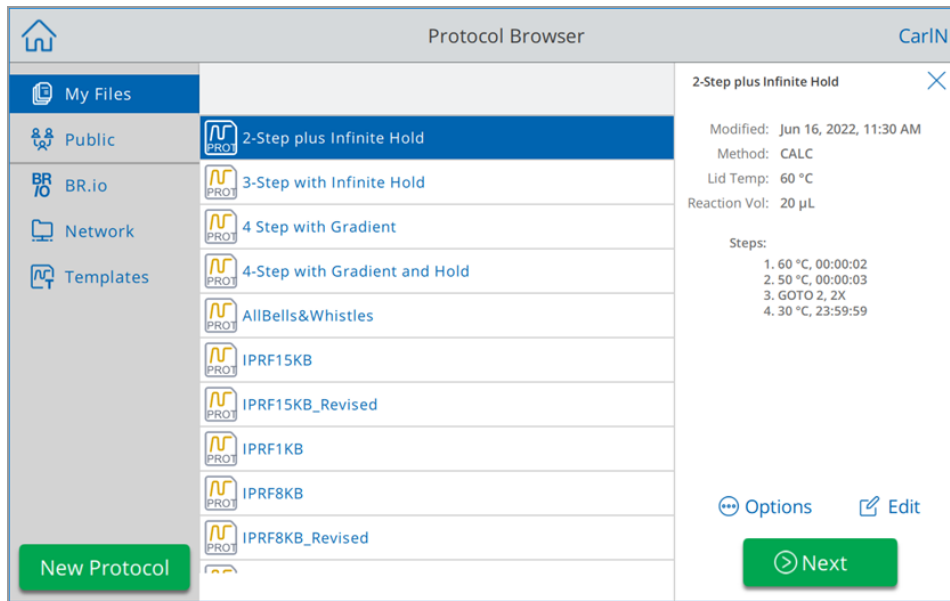 Protocol Browser
CarlN
My Files
Public
BR.io
Network
Templates
New Protocol
PROT 2-Step plus Infinite Hold
PROT 3-Step with Infinite Hold
PROT 4 Step with Gradient
PROT 4-Step with Gradient and Hold
PROT AllBells&Whistles
PROT IPRF15KB
PROT IPRF15KB_Revised
PROT IPRF1KB
PROT IPRF8KB
PROT IPRF8KB_Revised
2-Step plus Infinite Hold
Modified: Jun 16, 2022, 11:30 AM
Method: CALC
Lid Temp: 60 °C
Reaction Vol: 20 µL
Steps:
1. 60 °C, 00:00:02
2. 50 °C, 00:00:03
3. GOTO 2, 2X
4. 30 °C, 23:59:59
Options
Edit
Next